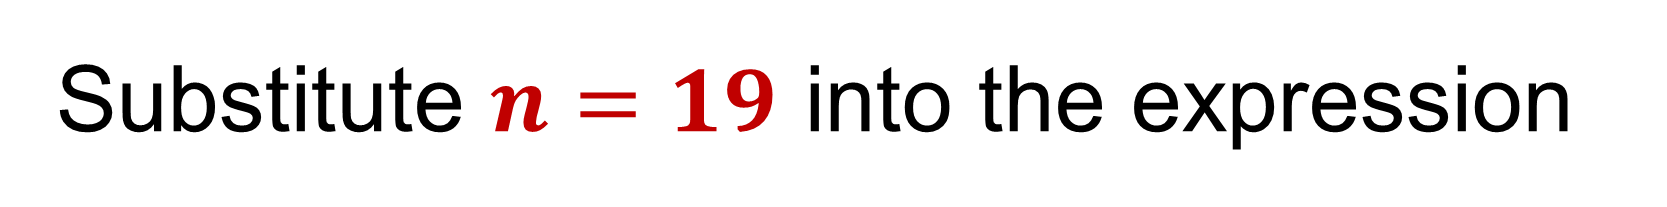 Substitute n = 19 into the expression